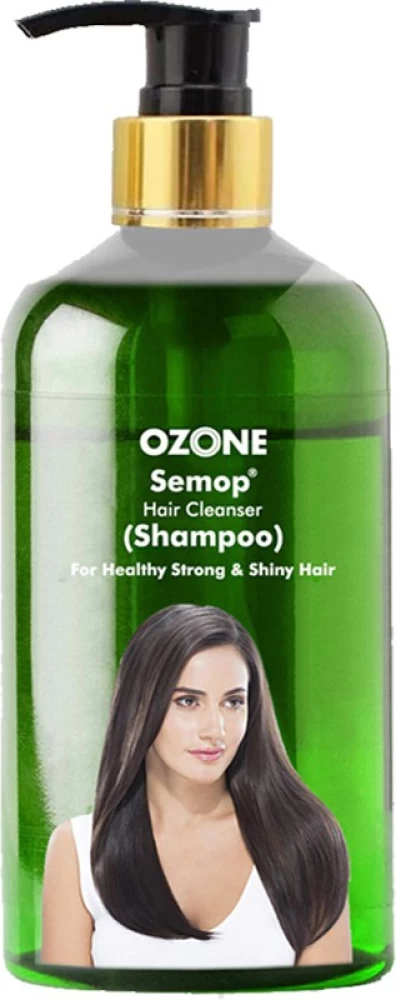 OZONE
Semop®
Hair Cleanser
(Shampoo)
For Healthy Strong & Shiny Hair